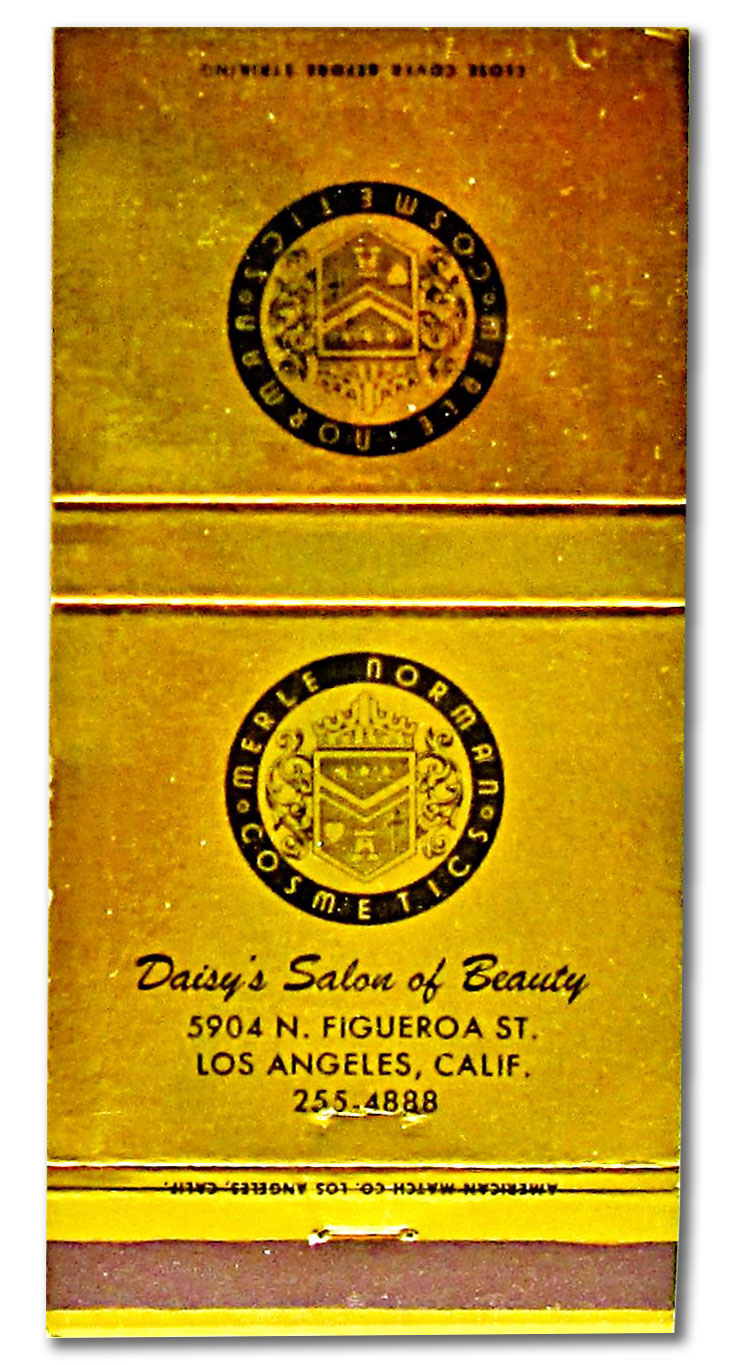 CLOSE COVER BEFORE STRIKING
MERLE NORMAN
COSMETICS
MERLE NORMAN
COSMETICS
Daisy's Salon of Beauty
5904 N. FIGUEROA ST.
LOS ANGELES, CALIF.
255-4888
AMERICAN MATCH CO. LOS ANGELES, CALIF.